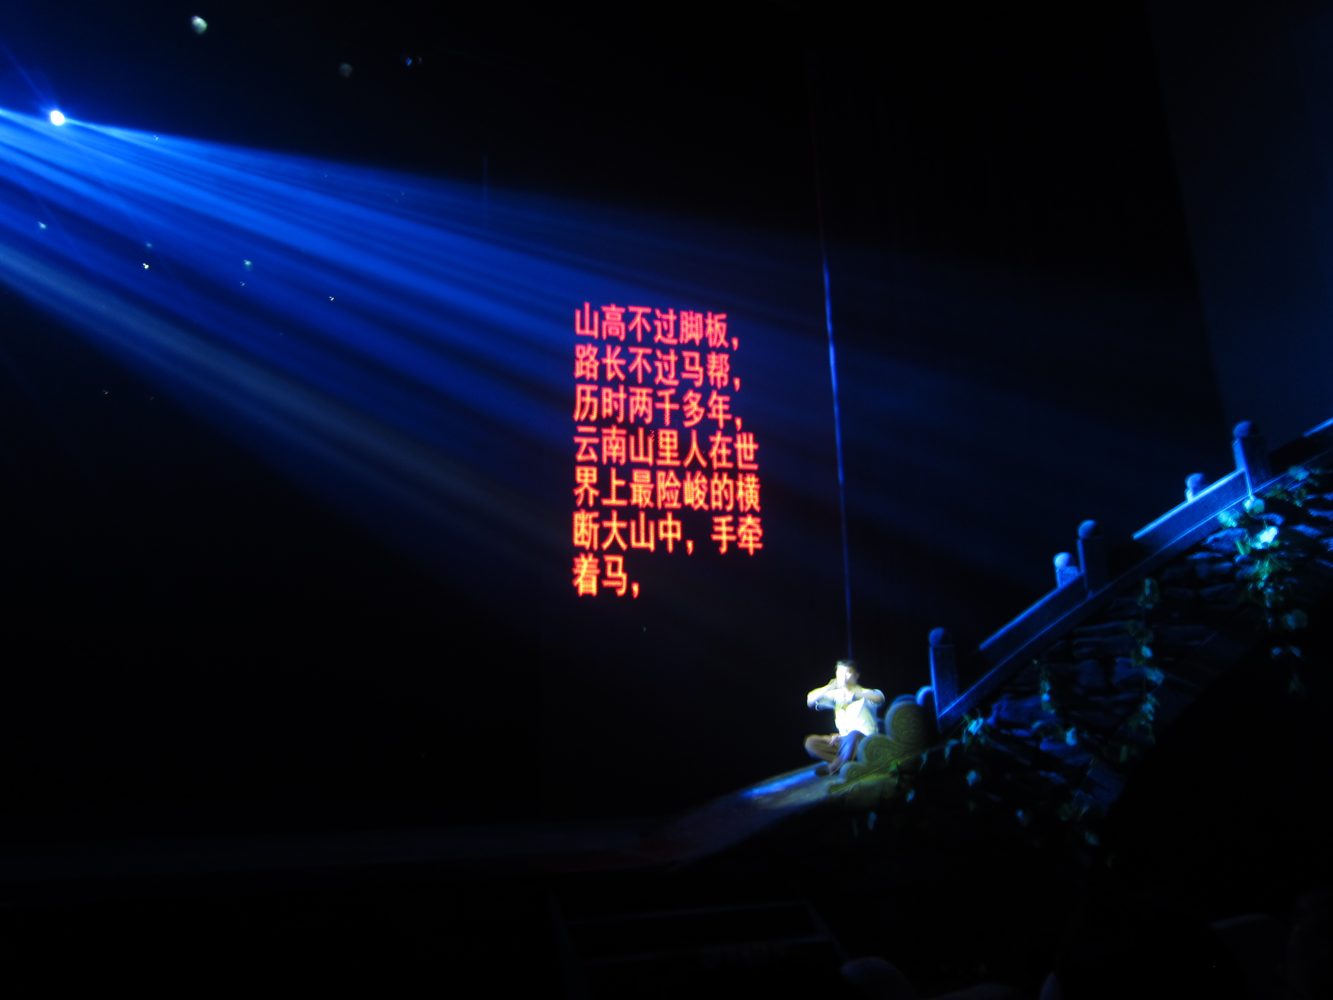 山高不过脚板，
路长不过马帮，
历时两千多年，
云南山里人在世
界上最险峻的横
断大山中，手牵
着马，